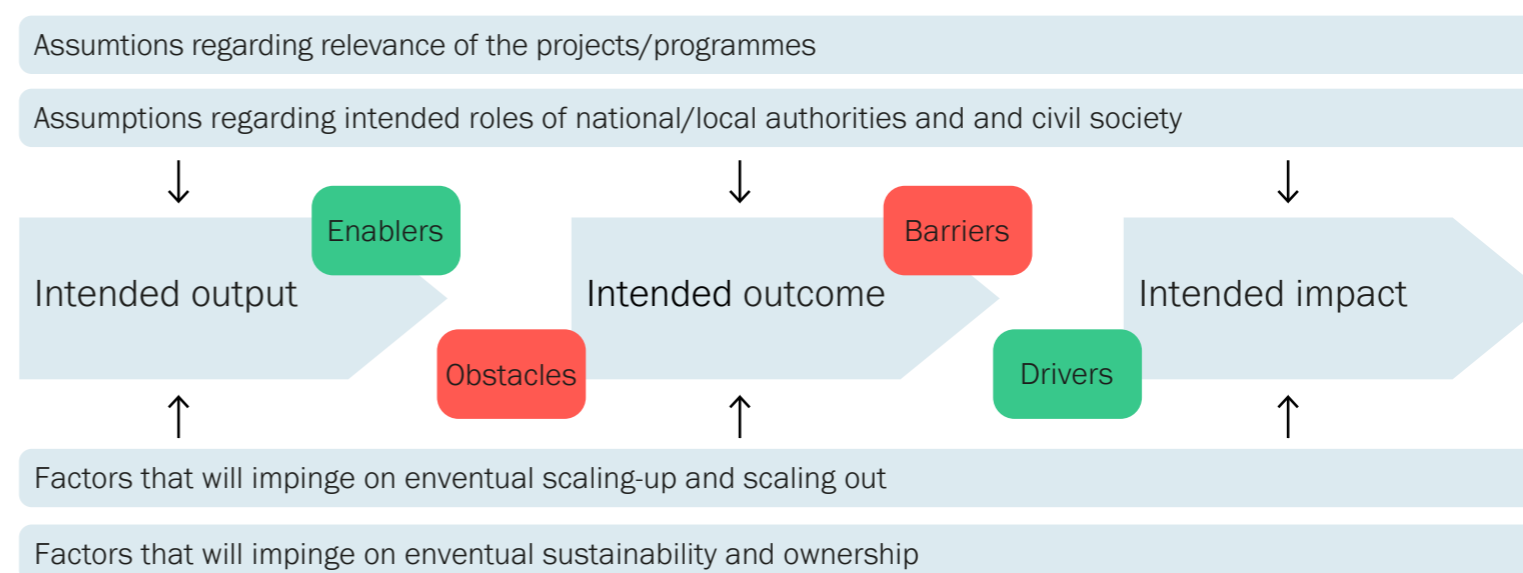 Assumtions regarding relevance of the projects/programmes
Assumptions regarding intended roles of national/local authorities and and civil society
Enablers
Barriers
Intended output
Intended outcome
Intended impact
Obstacles
Drivers
Factors that will impinge on enventual scaling-up and scaling out
Factors that will impinge on enventual sustainability and ownership